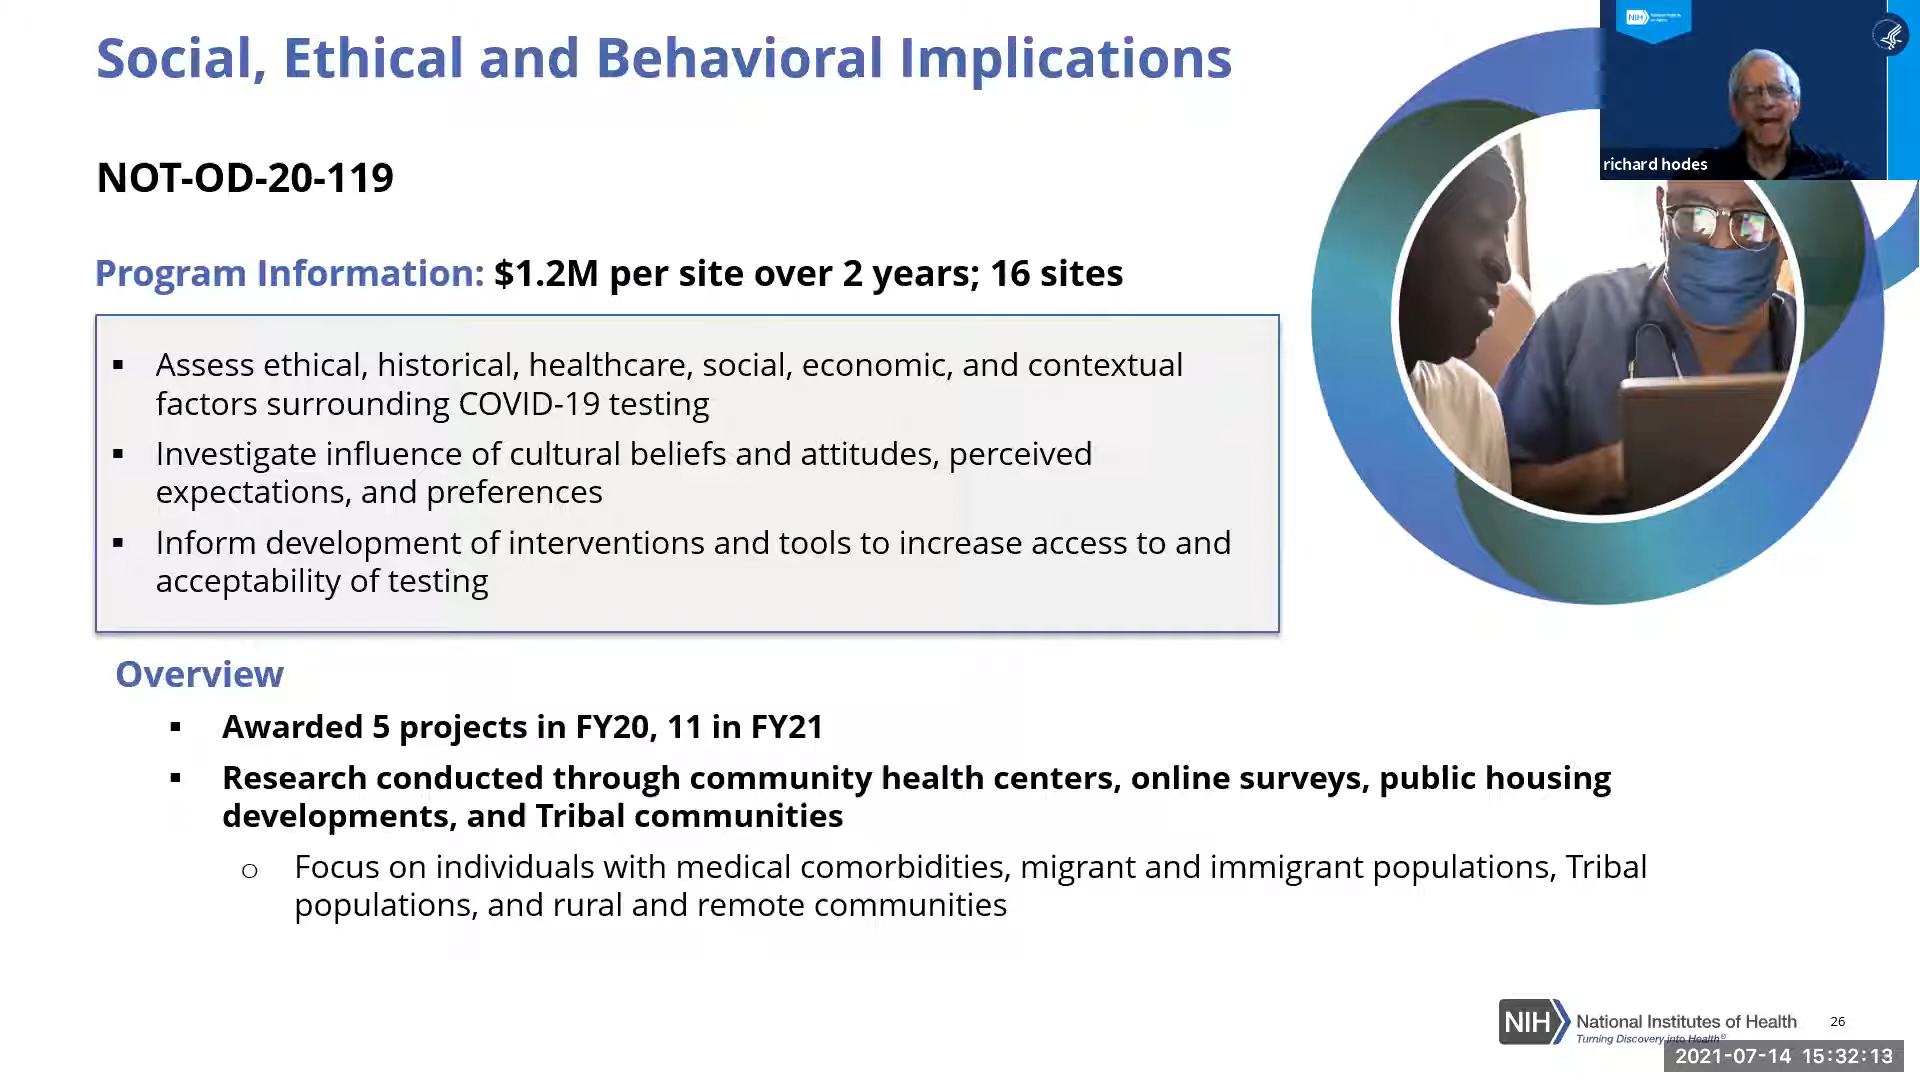 Social, Ethical and Behavioral Implications
NIH
richard hodes
NOT-OD-20-119
Program Information: $1.2M per site over 2 years; 16 sites
▪ Assess ethical, historical, healthcare, social, economic, and contextual
factors surrounding COVID-19 testing
▪ Investigate influence of cultural beliefs and attitudes, perceived
expectations, and preferences
▪ Inform development of interventions and tools to increase access to and
acceptability of testing
Overview
▪ Awarded 5 projects in FY20, 11 in FY21
▪ Research conducted through community health centers, online surveys, public housing
developments, and Tribal communities
o Focus on individuals with medical comorbidities, migrant and immigrant populations, Tribal
populations, and rural and remote communities
NIH National Institutes of Health
Turning Discovery into Health®
26
2021-07-14 15:32:13